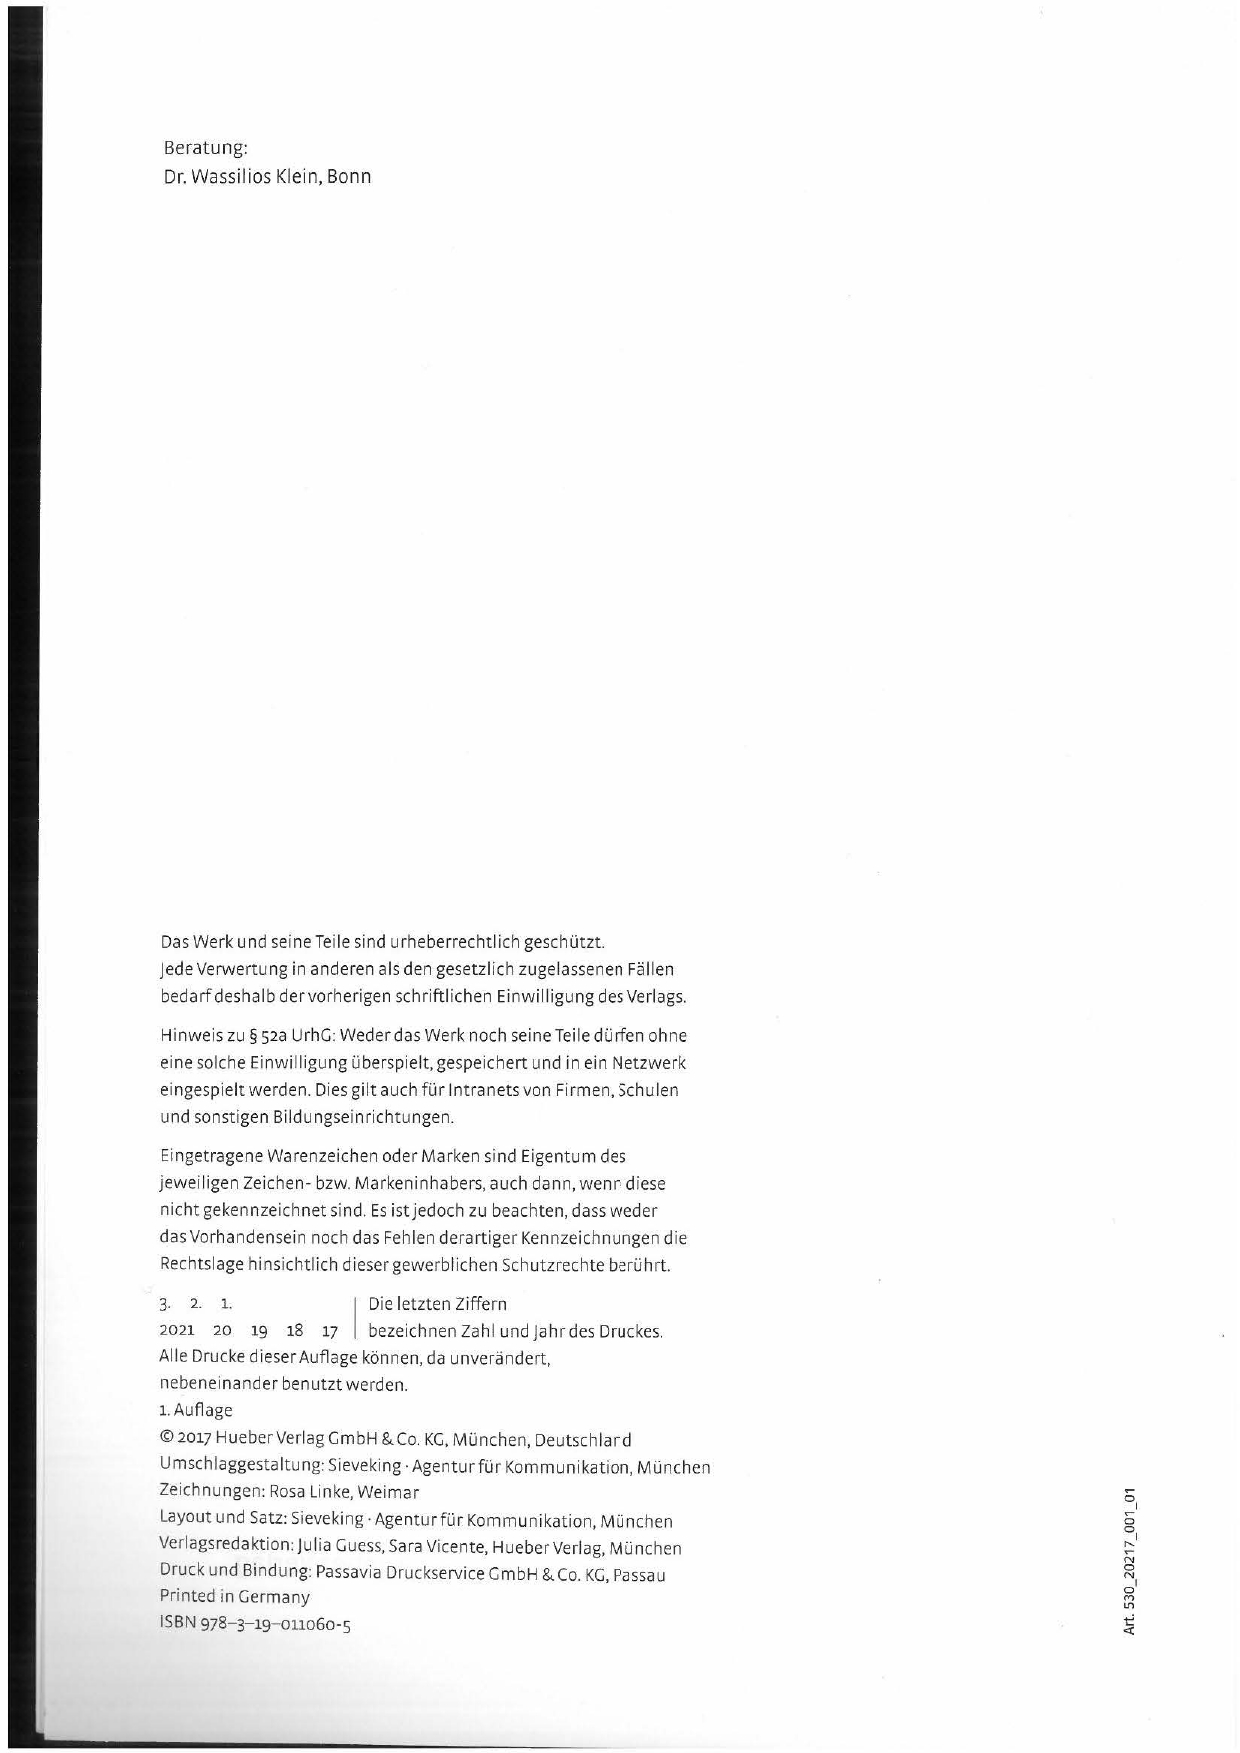 Beratung:
Dr. Wassilios Klein, Bonn
Das Werk und seine Teile sind urheberrechtlich geschützt.
Jede Verwertung in anderen als den gesetzlich zugelassenen Fällen
bedarf deshalb der vorherigen schriftlichen Einwilligung des Verlags.
Hinweis zu § 52a UrhG: Weder das Werk noch seine Teile dürfen ohne
eine solche Einwilligung überspielt, gespeichert und in ein Netzwerk
eingespielt werden. Dies gilt auch für Intranets von Firmen, Schulen
und sonstigen Bildungseinrichtungen.
Eingetragene Warenzeichen oder Marken sind Eigentum des
jeweiligen Zeichen- bzw. Markeninhabers, auch dann, wenn diese
nicht gekennzeichnet sind. Es ist jedoch zu beachten, dass weder
das Vorhandensein noch das Fehlen derartiger Kennzeichnungen die
Rechtslage hinsichtlich dieser gewerblichen Schutzrechte berührt.
3. 2. 1. Die letzten Ziffern
2021 20 19 18 17 bezeichnen Zahl und Jahr des Druckes.
Alle Drucke dieser Auflage können, da unverändert,
nebeneinander benutzt werden.
1. Auflage
© 2017 Hueber Verlag GmbH & Co. KG, München, Deutschland
Umschlaggestaltung: Sieveking · Agentur für Kommunikation, München
Zeichnungen: Rosa Linke, Weimar
Layout und Satz: Sieveking · Agentur für Kommunikation, München
Verlagsredaktion: Julia Guess, Sara Vicente, Hueber Verlag, München
Druck und Bindung: Passavia Druckservice GmbH & Co. KG, Passau
Printed in Germany
ISBN 978–3–19–011060-5
Art. 530_20217_001_01